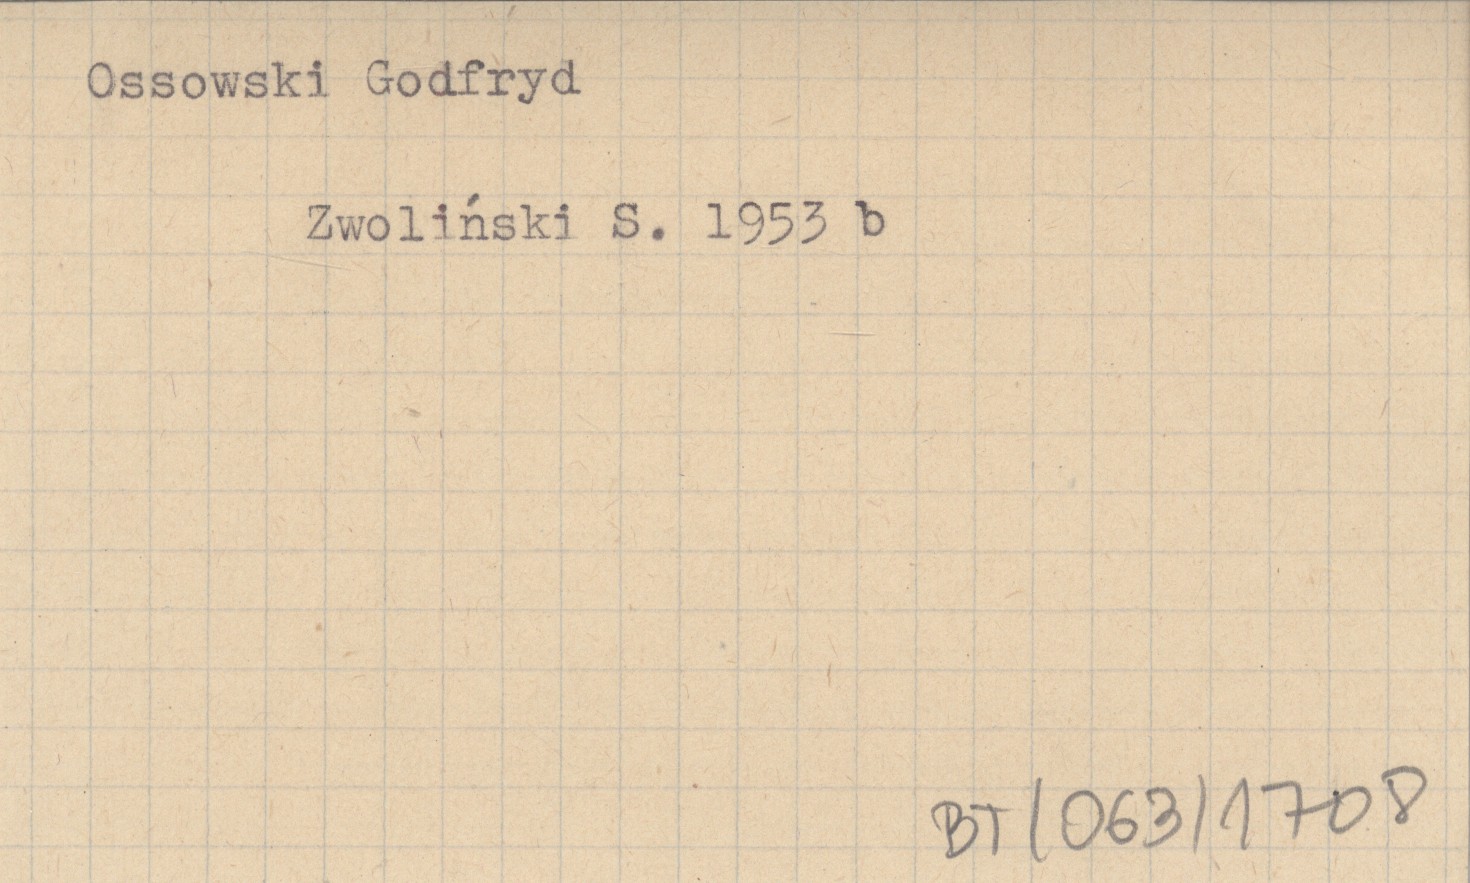 Ossowski Godfryd
Zwoliński S. 1953 b
BT/063/1708